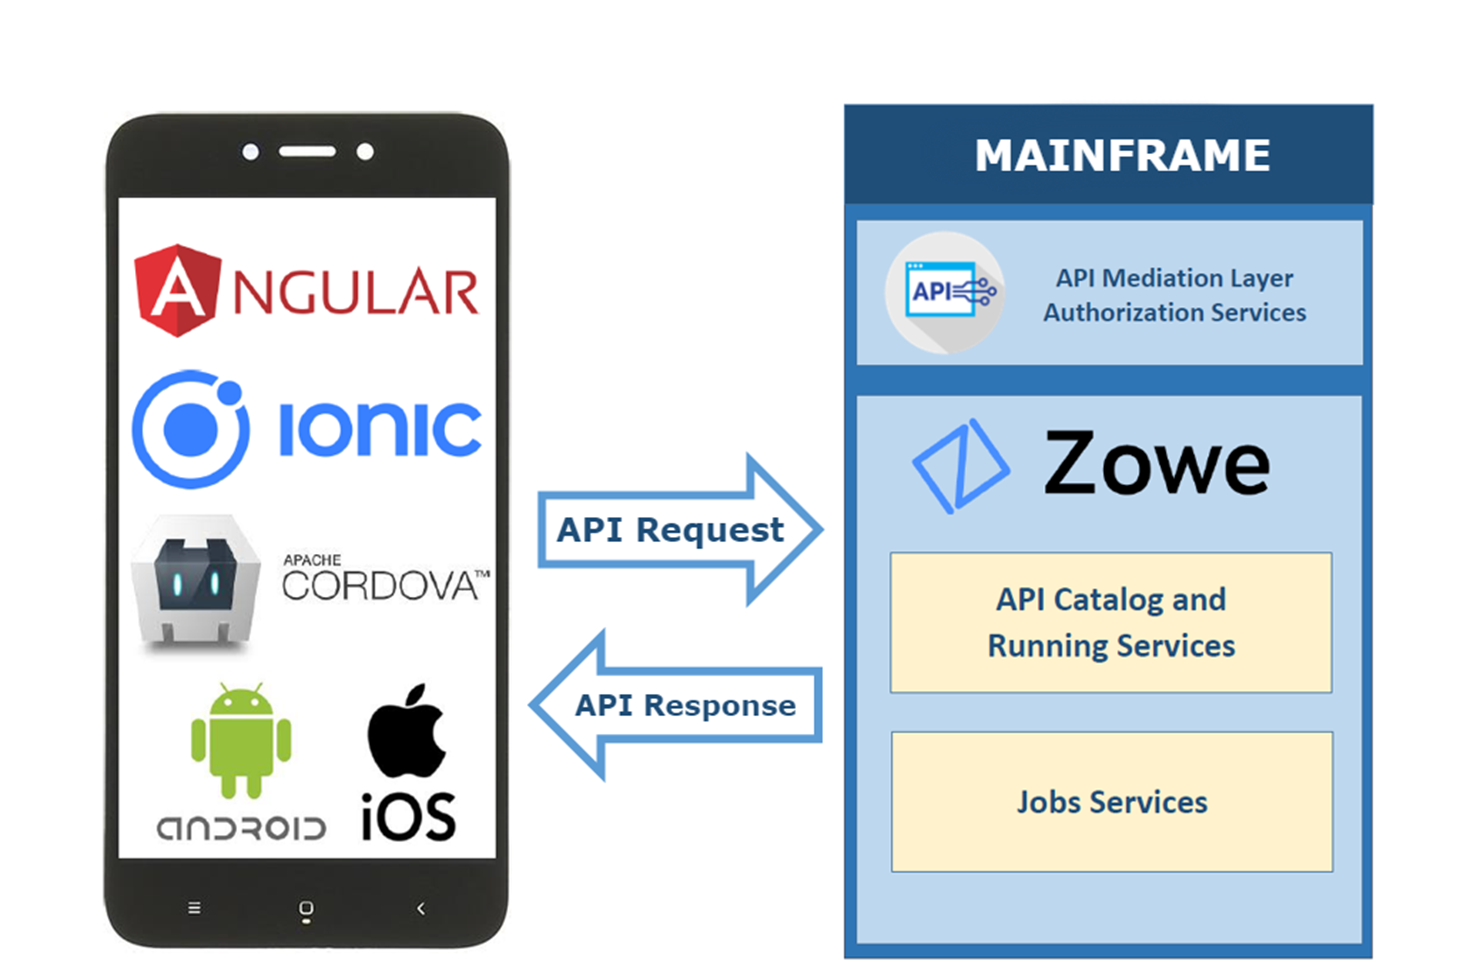 ANGULAR
ionic
APACHE
CORDOVA™
ANDROID
iOS
API Request
API Response
MAINFRAME
API
API Mediation Layer
Authorization Services
Zowe
API Catalog and
Running Services
Jobs Services